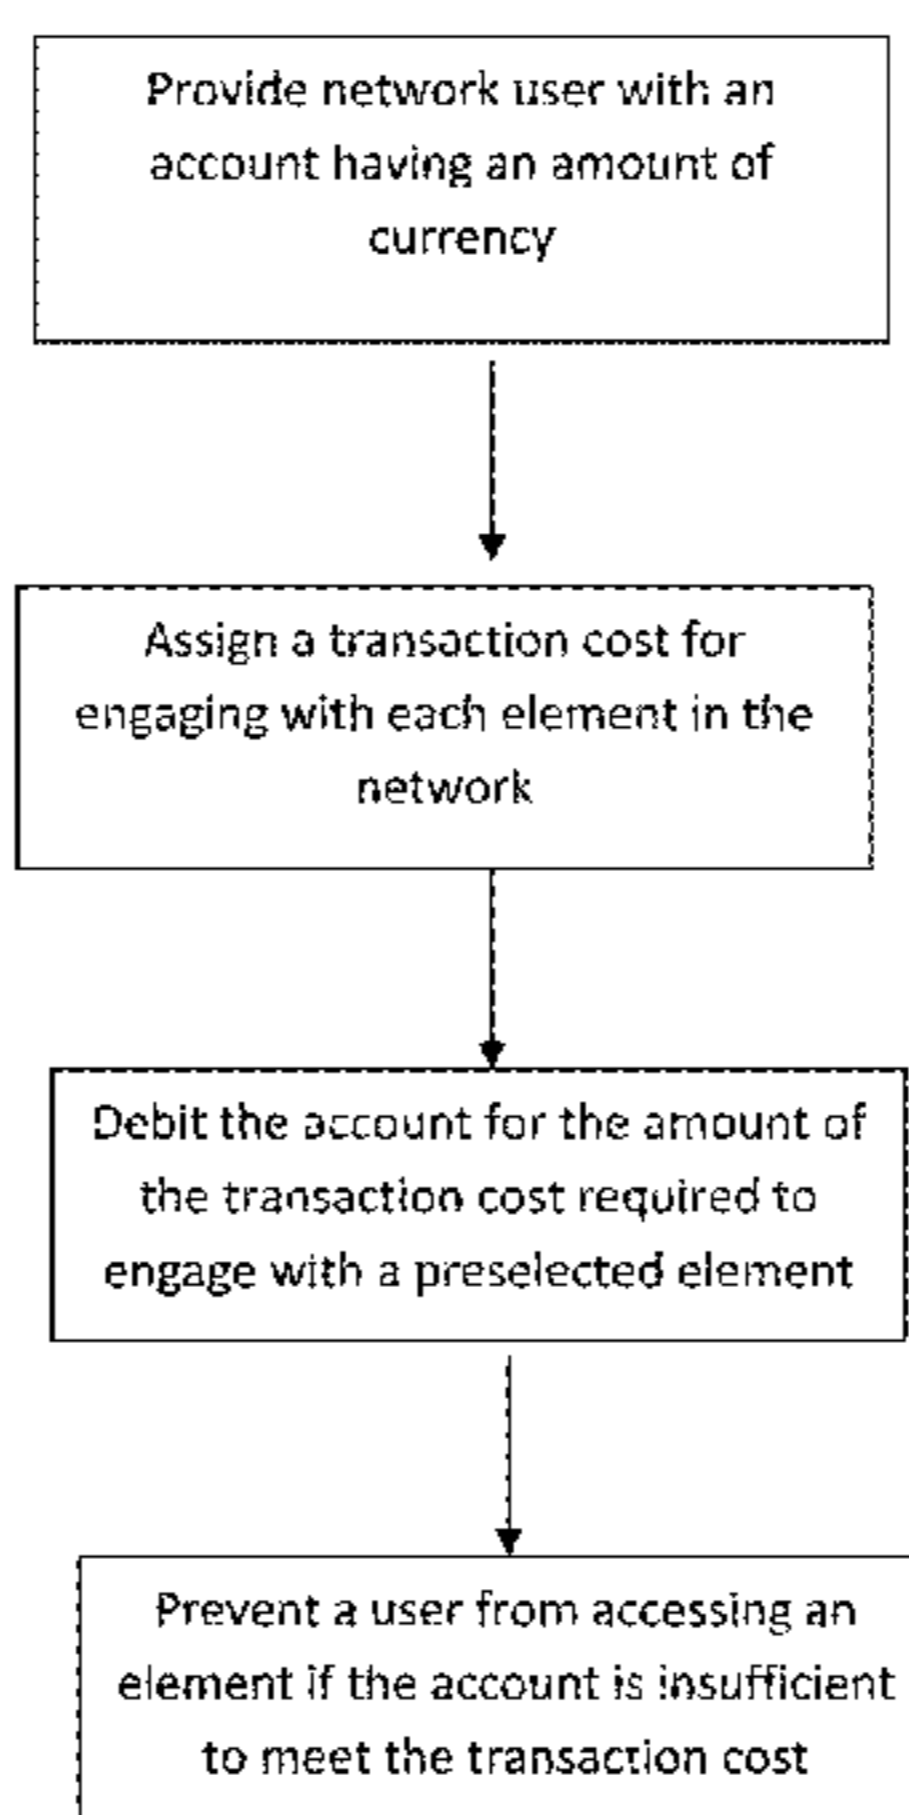 Provide network user with an
account having an amount of
currency
Assign a transaction cost for
engaging with each element in the
network
Debit the account for the amount of
the transaction cost required to
engage with a preselected element
Prevent a user from accessing an
element if the account is insufficient
to meet the transaction cost